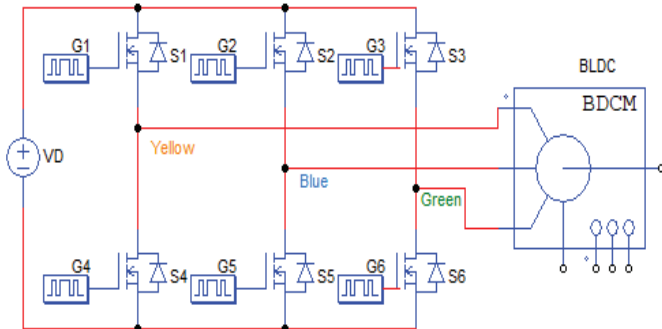 G1
S1
G2
S2
G3
S3
BLDC
BDCM
VD
Yellow
Blue
Green
G4
S4
G5
S5
G6
S6